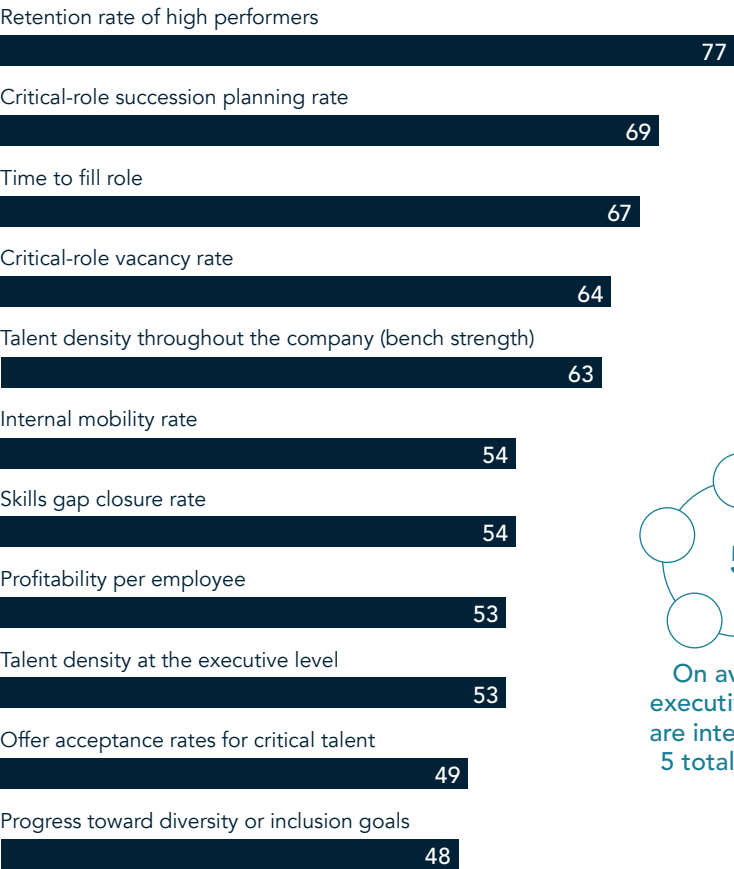 Retention rate of high performers
77
Critical-role succession planning rate
69
Time to fill role
67
Critical-role vacancy rate
64
Talent density throughout the company (bench strength)
63
Internal mobility rate
54
Skills gap closure rate
54
Profitability per employee
53
Talent density at the executive level
53
Offer acceptance rates for critical talent
49
Progress toward diversity or inclusion goals
48
On
are
5 total